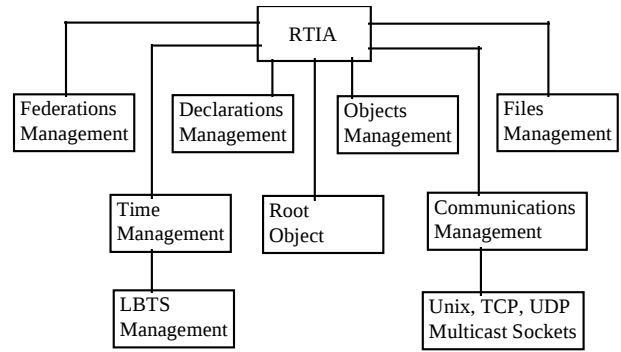 RTIA
Federations
Management
Declarations
Management
Objects
Management
Files
Management
Time
Management
Root
Object
Communications
Management
LBTS
Management
Unix, TCP, UDP
Multicast Sockets